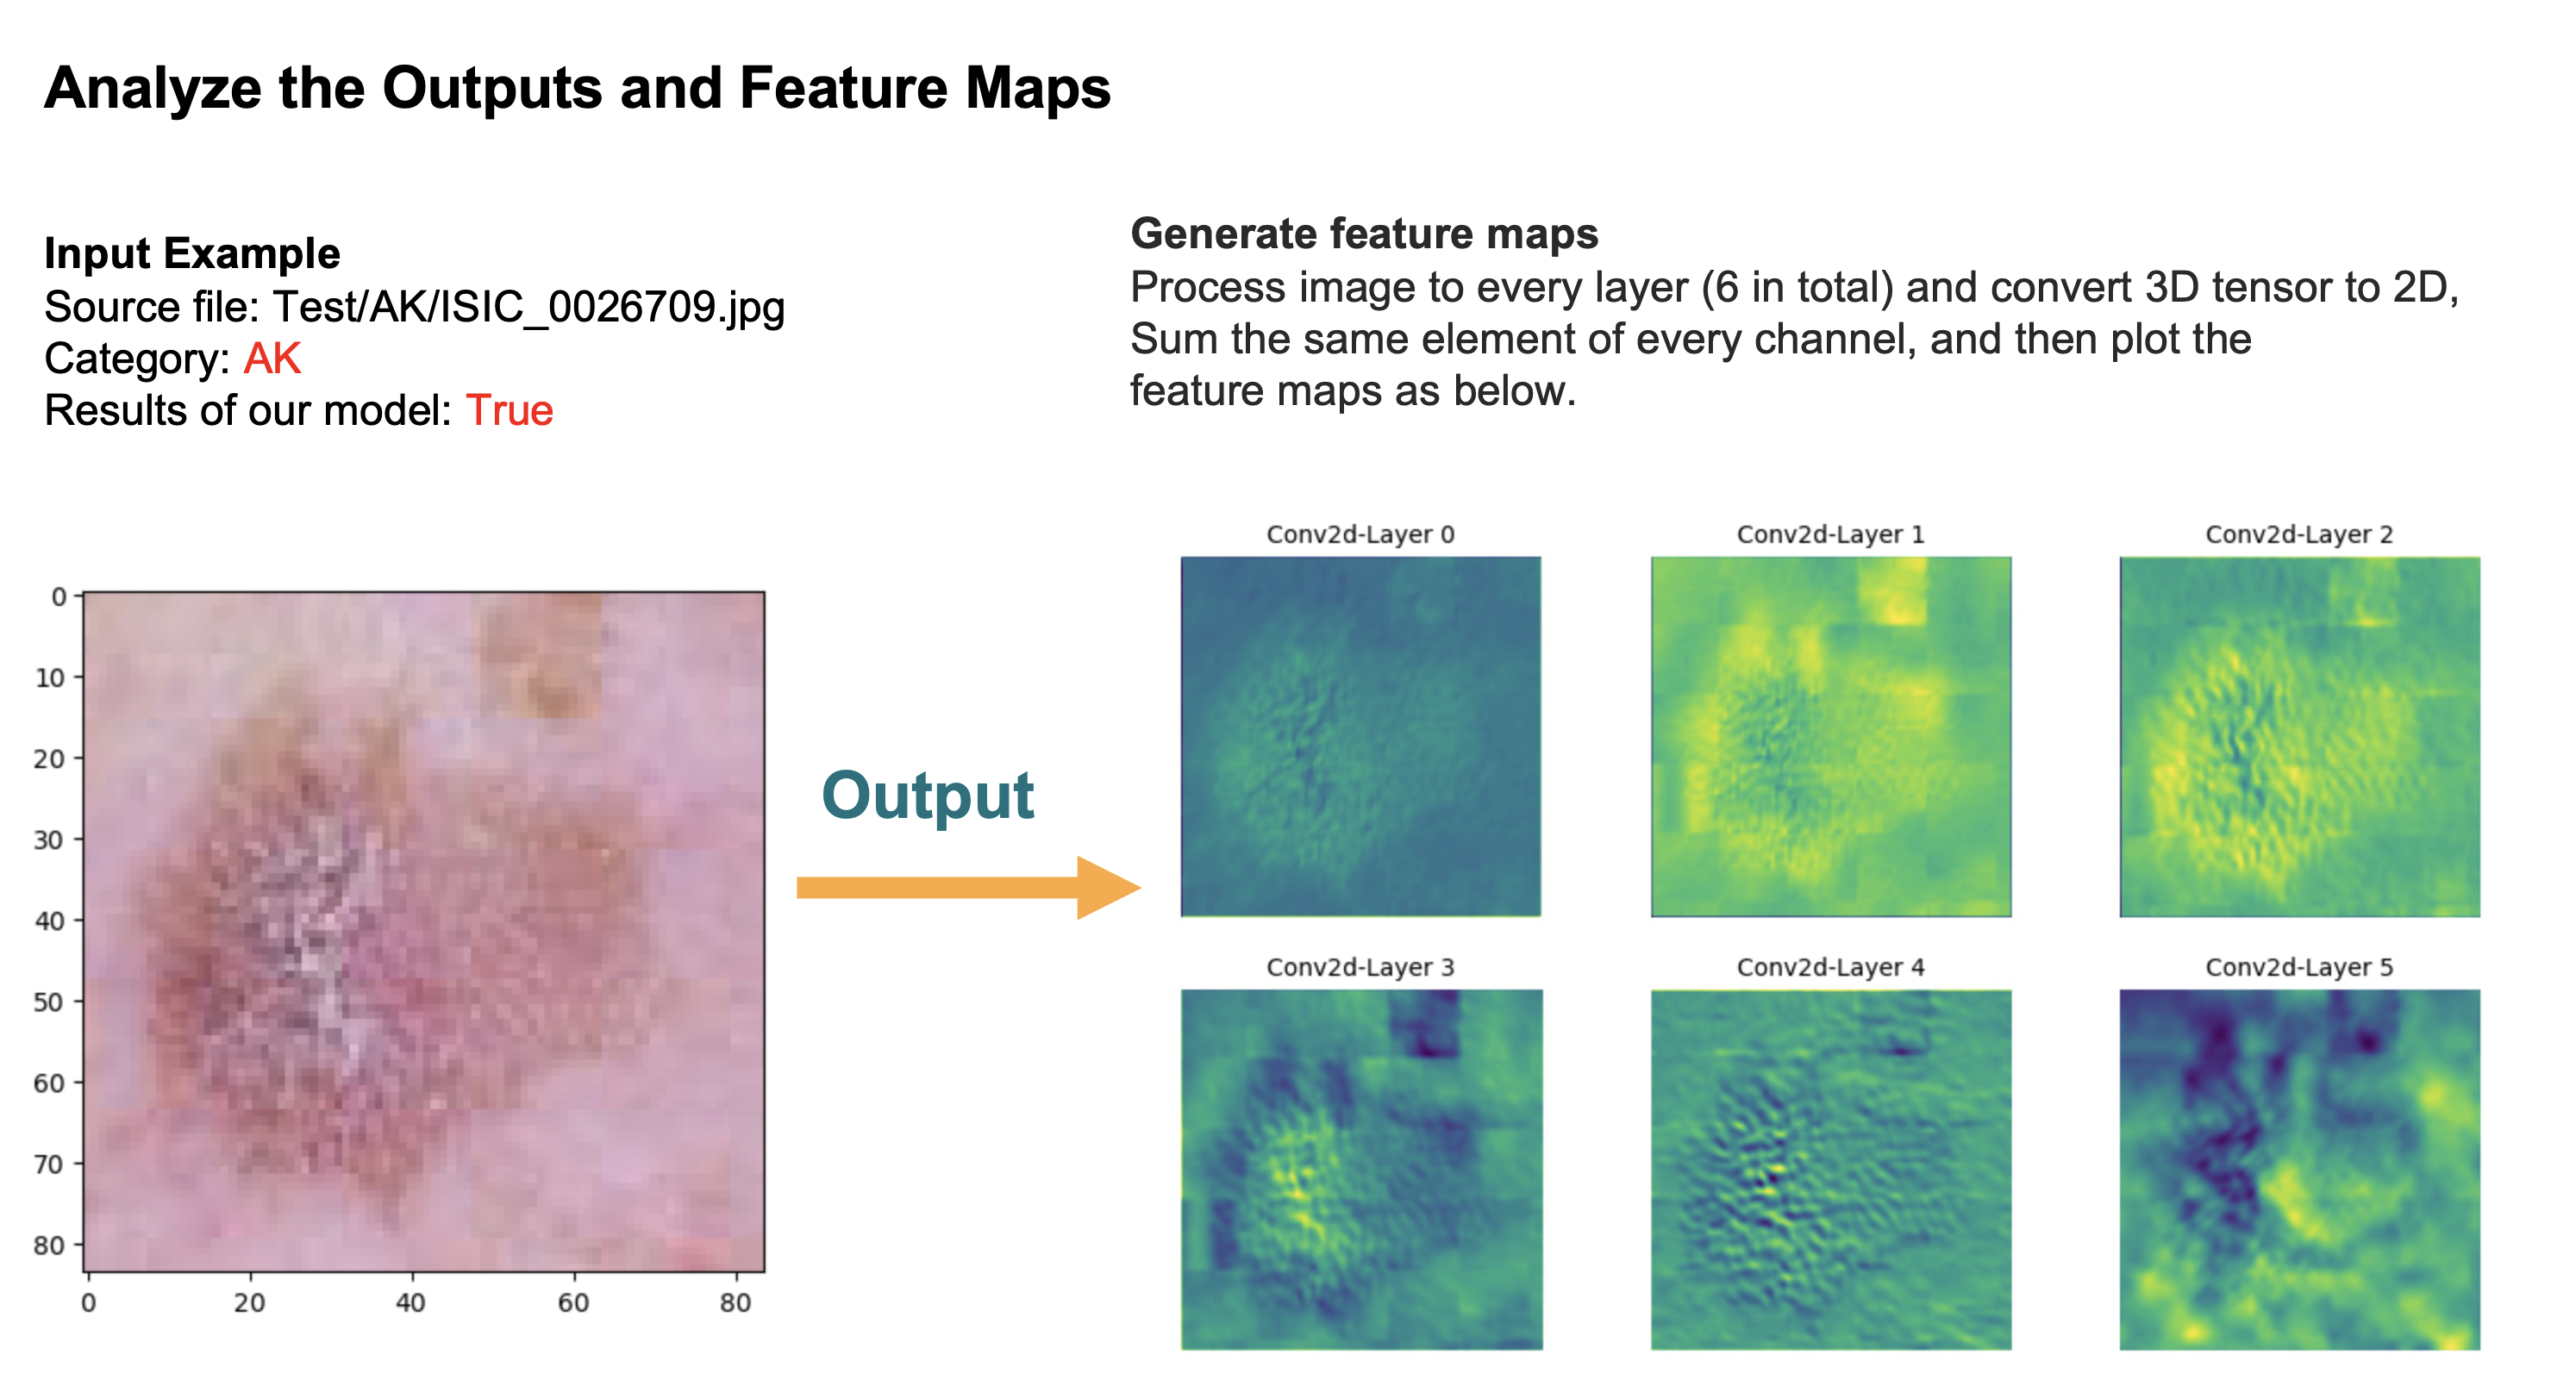 Analyze the Outputs and Feature Maps
Input Example
Source file: Test/AK/ISIC_0026709.jpg
Category: AK
Results of our model: True
Generate feature maps
Process image to every layer (6 in total) and convert 3D tensor to 2D,
Sum the same element of every channel, and then plot the
feature maps as below.
0
10
20
30
40
50
60
70
80
0 20 40 60 80
Output
Conv2d-Layer 0
Conv2d-Layer 1
Conv2d-Layer 2
Conv2d-Layer 3
Conv2d-Layer 4
Conv2d-Layer 5